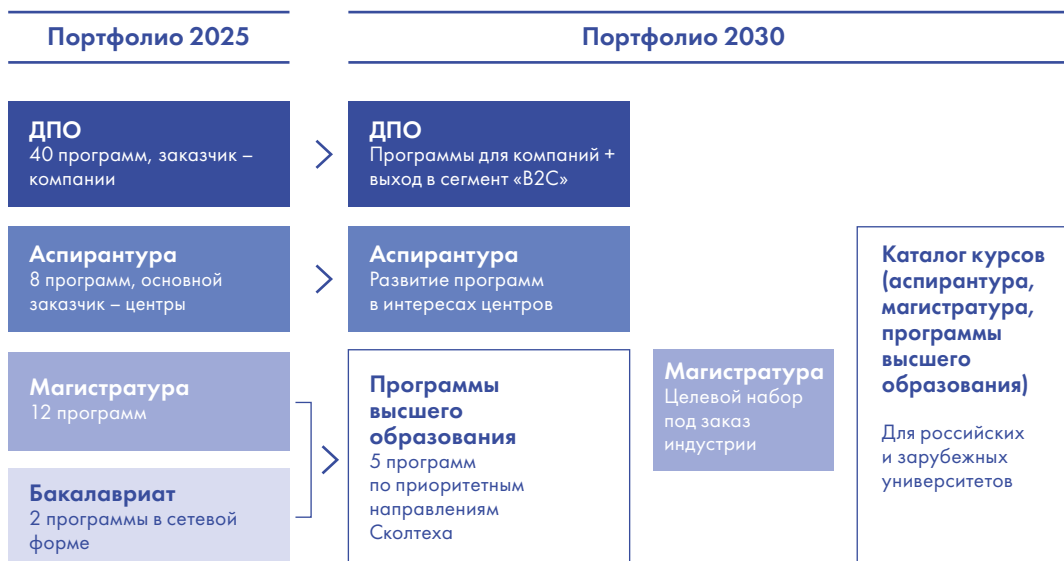 Портфолио 2025
Портфолио 2030
ДПО
40 программ, заказчик –
компании
ДПО
Программы для компаний +
выход в сегмент «B2C»
Аспирантура
8 программ, основной
заказчик – центры
Аспирантура
Развитие программ
в интересах центров
Магистратура
12 программ
Бакалавриат
2 программы в сетевой
форме
Программы
высшего
образования
5 программ
по приоритетным
направлениям
Сколтеха
Магистратура
Целевой набор
под заказ
индустрии
Каталог курсов
(аспирантура,
магистратура,
программы
высшего
образования)
Для российских
и зарубежных
университетов